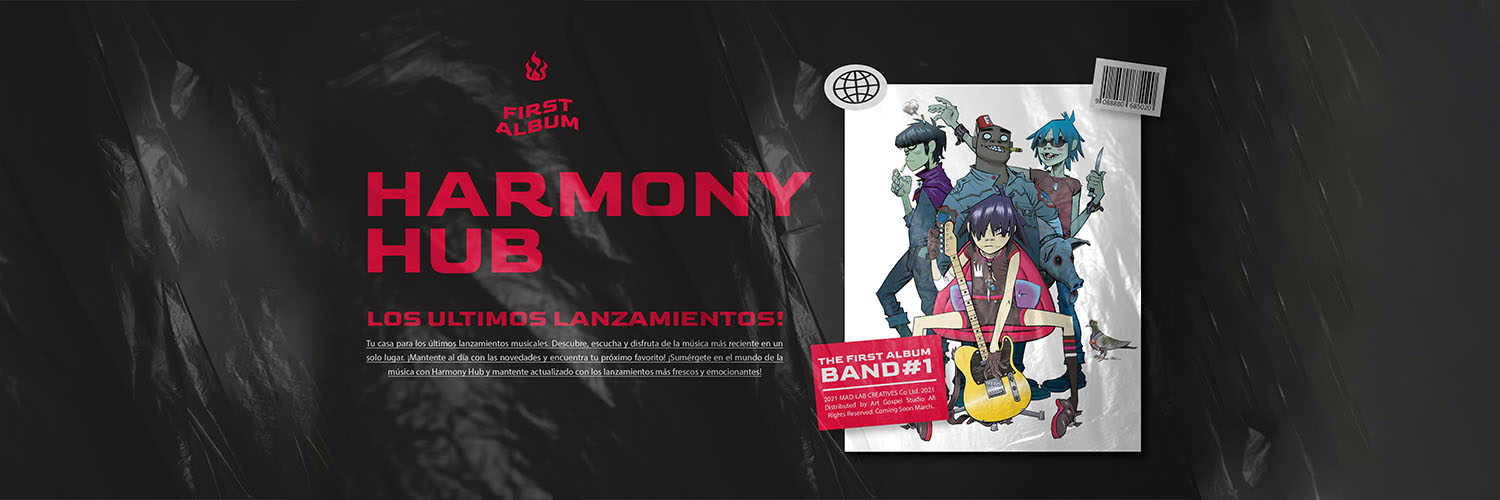 FIRST
ALBUM
HARMONY
HUB
LOS ULTIMOS LANZAMIENTOS!
Tu casa para los últimos lanzamientos musicales. Descubre, escucha y disfruta de la música más reciente en un
solo lugar. ¡Mantente al día con las novedades y encuentra tu próximo favorito! ¡Sumérgete en el mundo de la
música con Harmony Hub y mantente actualizado con los lanzamientos más frescos y emocionantes!
9 088880 685020
THE FIRST ALBUM
BAND#1
2021 MAD LAB CREATIVES Co Ltd. 2021
Distributed by Art Gospel Studio All
Rights Reserved. Coming Soon March.